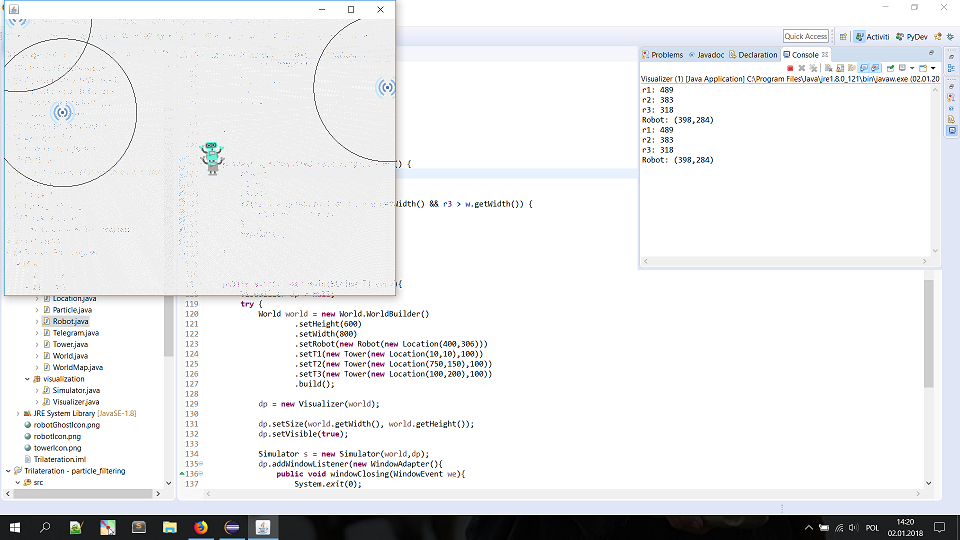 Quick Access
Activiti
PyDev
Problems
Javadoc
Declaration
Console
Visualizer (1) [Java Application] C:\Program Files\Java\jre1.8.0_121\bin\javaw.exe (02.01.20
r1: 489
r2: 383
r3: 318
Robot: (398,284)
r1: 489
r2: 383
r3: 318
Robot: (398,284)
() {
Width() && r3 > w.getWidth()) {
Location.java
Particle.java
Robot.java
Telegram.java
Tower.java
World.java
WorldMap.java
visualization
Simulator.java
Visualizer.java
JRE System Library [JavaSE-1.8]
robotGhostIcon.png
robotIcon.png
towerIcon.png
Trilateration.iml
Trilateration - particle_filtering
src
119 try {
120 World world = new World.WorldBuilder()
121 .setHeight(600)
122 .setWidth(800)
123 .setRobot(new Robot(new Location(400,306)))
124 .setT1(new Tower(new Location(10,10),100))
125 .setT2(new Tower(new Location(750,150),100))
126 .setT3(new Tower(new Location(100,200),100))
127 .build();
128
129 dp = new Visualizer(world);
130
131 dp.setSize(world.getWidth(), world.getHeight());
132 dp.setVisible(true);
133
134 Simulator s = new Simulator(world,dp);
135 dp.addWindowListener(new WindowAdapter(){
136 public void windowClosing(WindowEvent we){
137 System.exit(0);
POL
14:20
02.01.2018